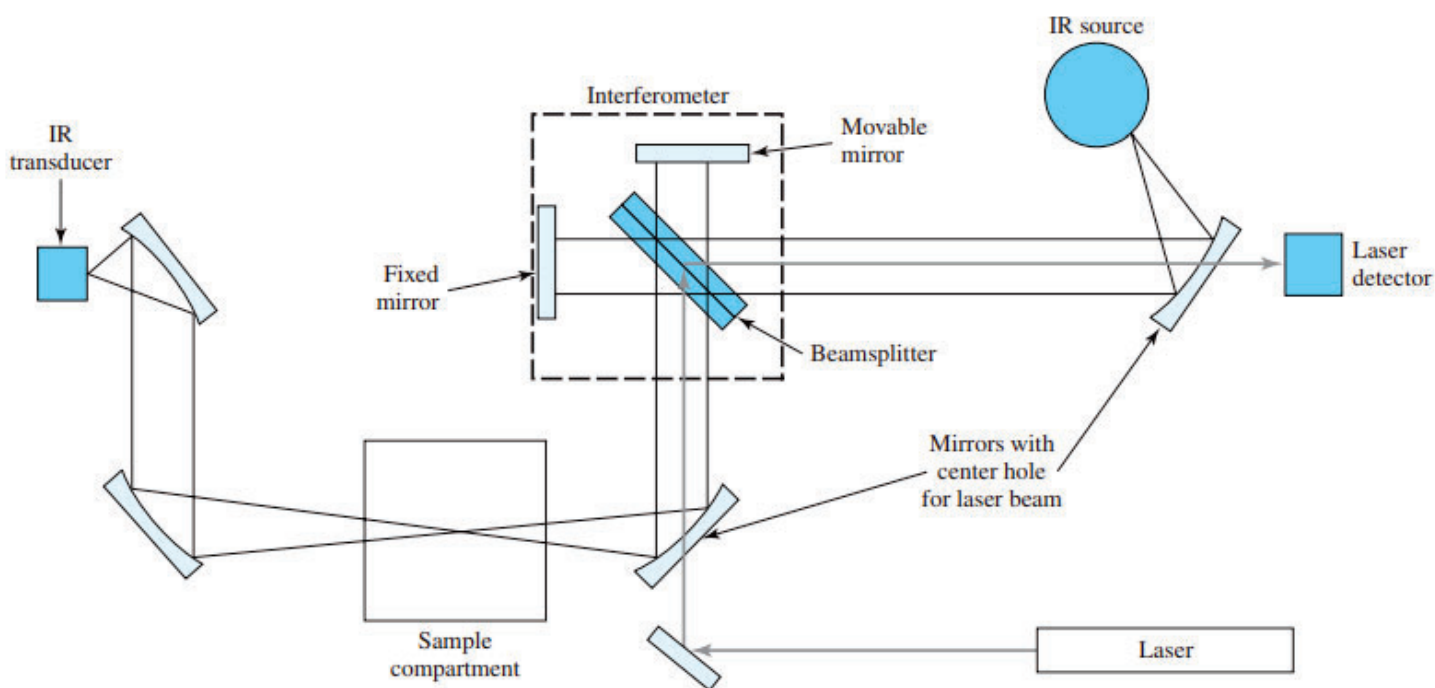 IR source
Interferometer
IR
transducer
Movable
mirror
Fixed
mirror
Laser
detector
Beamsplitter
Mirrors with
center hole
for laser beam
Sample
compartment
Laser